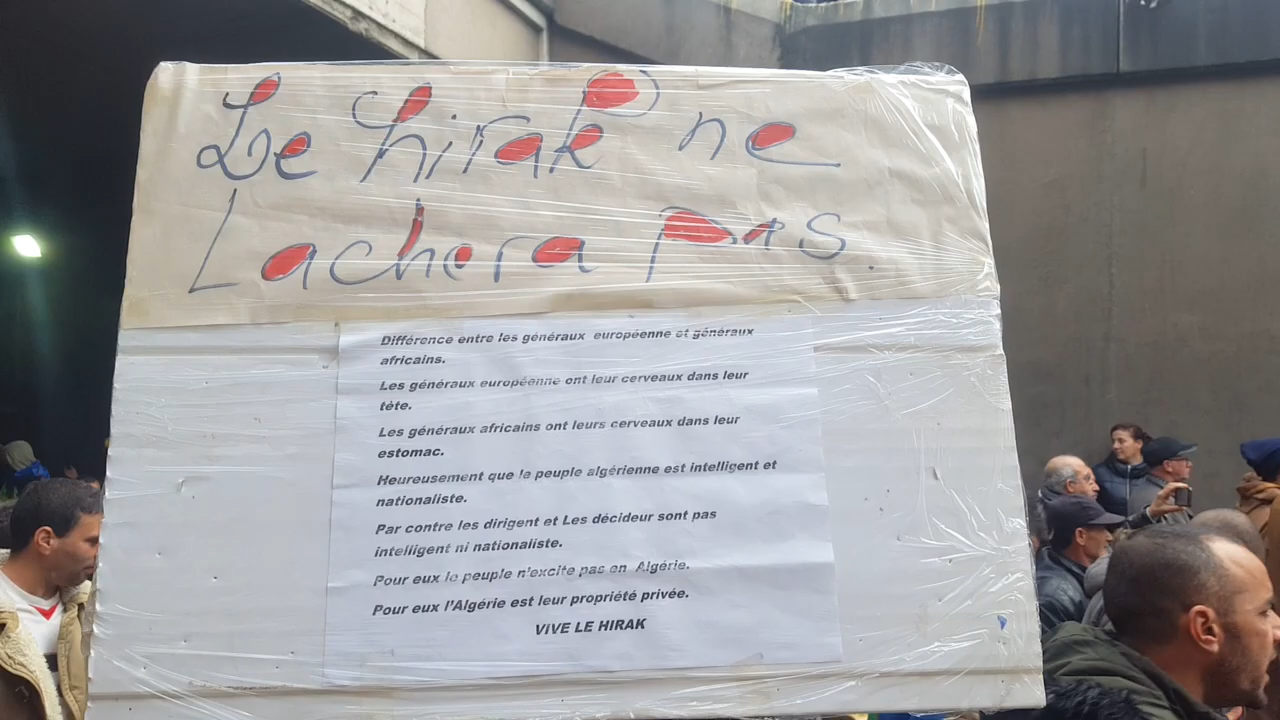 Le hirak ne
Lachera pas.
Différence entre les généraux européenne et généraux
africains.
Les généraux européenne ont leur cerveaux dans leur
tète.
Les généraux africains ont leurs cerveaux dans leur
estomac.
Heureusement que le peuple algérienne est intelligent et
nationaliste.
Par contre les dirigent et Les décideur sont pas
intelligent ni nationaliste.
Pour eux le peuple n'excite pas en Algérie.
Pour eux l'Algérie est leur propriété privée.
ViVE LE HIRAK